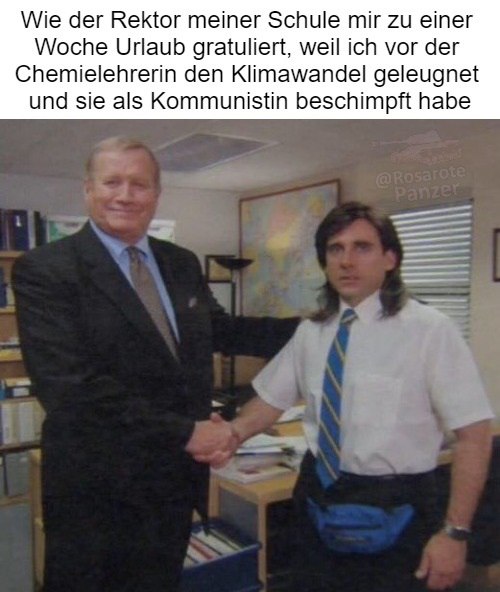 Wie der Rektor meiner Schule mir zu einer
Woche Urlaub gratuliert, weil ich vor der
Chemielehrerin den Klimawandel geleugnet
und sie als Kommunistin beschimpft habe
@Rosarote
Panzer